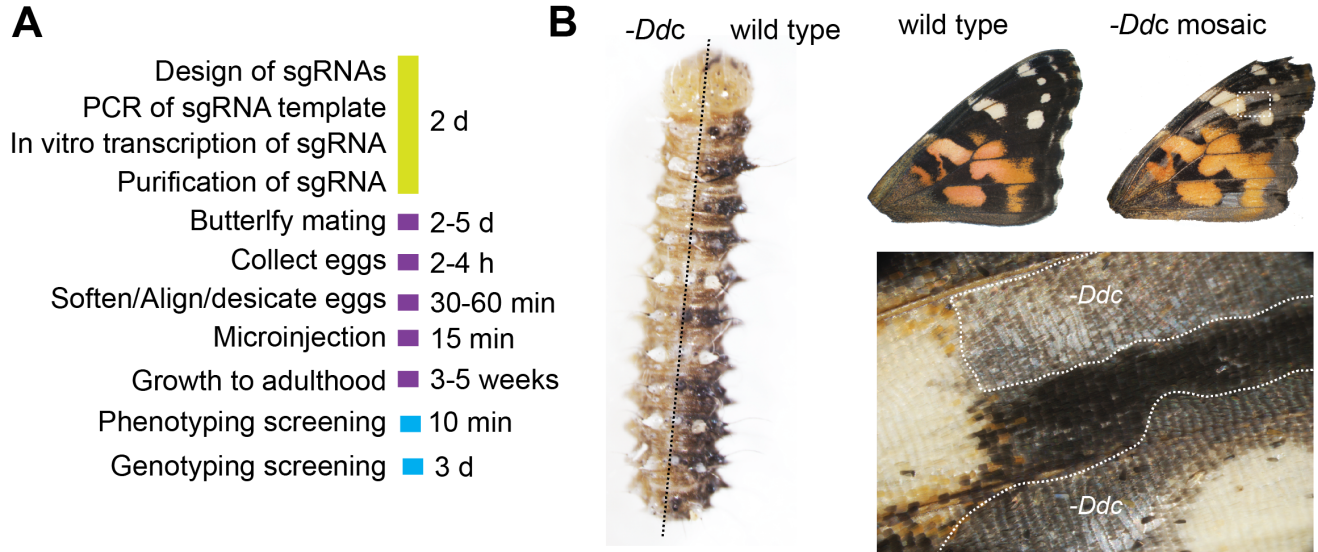 A
Design of sgRNAs
PCR of sgRNA template
In vitro transcription of sgRNA
Purification of sgRNA
2 d
Butterlfy mating 2-5 d
Collect eggs 2-4 h
Soften/Align/desicate eggs 30-60 min
Microinjection 15 min
Growth to adulthood 3-5 weeks
Phenotyping screening 10 min
Genotyping screening 3 d
B
-Ddc wild type
wild type -Ddc mosaic
-Ddc
-Ddc